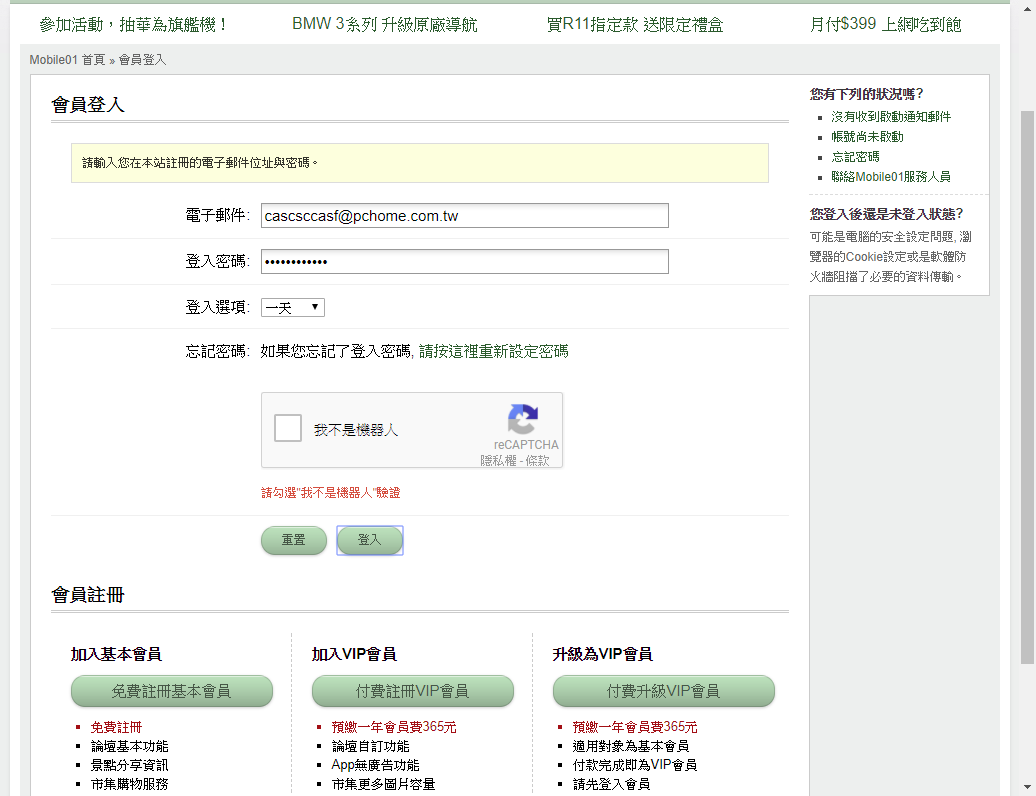 參加活動，抽華為旗艦機！
BMW 3系列 升級原廠導航
買R11指定款 送限定禮盒
月付$399 上網吃到飽
Mobile01 首頁 » 會員登入
會員登入
請輸入您在本站註冊的電子郵件位址與密碼。
電子郵件: cascsccasf@pchome.com.tw
登入密碼: ••••••••••••
登入選項: 一天
忘記密碼: 如果您忘記了登入密碼, 請按這裡重新設定密碼
我不是機器人
reCAPTCHA
隱私權 - 條款
請勾選"我不是機器人"驗證
重置
登入
您有下列的狀況嗎?
沒有收到啟動通知郵件
帳號尚未啟動
忘記密碼
聯絡Mobile01服務人員
您登入後還是未登入狀態?
可能是電腦的安全設定問題, 瀏
覽器的Cookie設定或是軟體防
火牆阻擋了必要的資料傳輸。
會員註冊
加入基本會員
免費註冊基本會員
免費註冊
論壇基本功能
景點分享資訊
市集購物服務
加入VIP會員
付費註冊VIP會員
預繳一年會員費365元
論壇自訂功能
App無廣告功能
市集更多圖片容量
升級為VIP會員
付費升級VIP會員
預繳一年會員費365元
適用對象為基本會員
付款完成即為VIP會員
請先登入會員